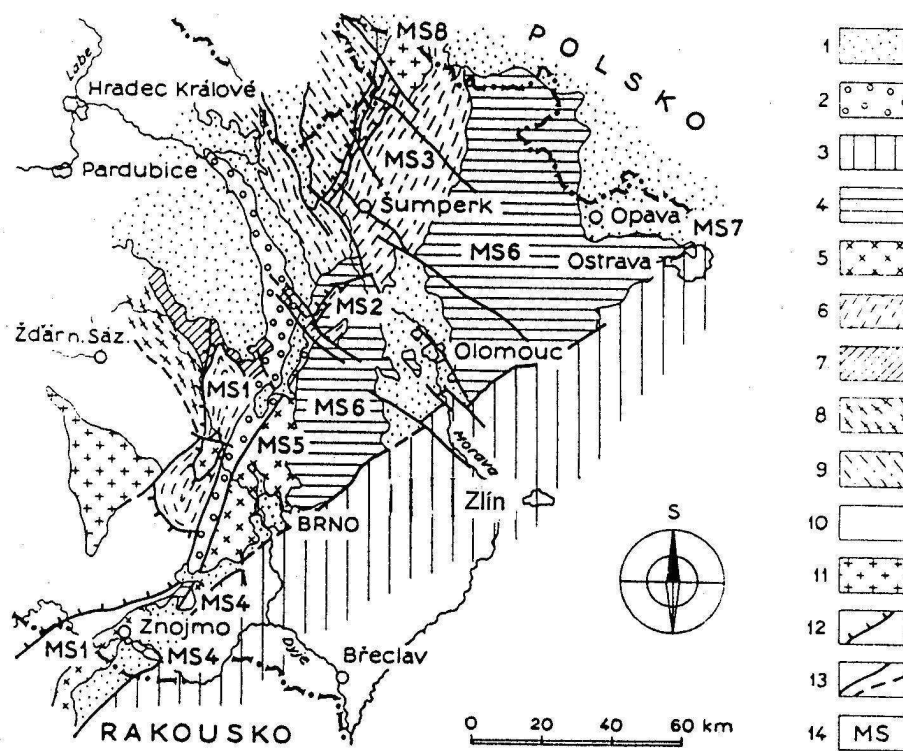 MS8
POLSKO
Labe
Hradec Králové
Pardubice
MS3
Šumperk
Opava
MS7
MS6
Ostrava
MS2
Žďár n. Sáz.
Olomouc
MS1
MS6
MS5
Morava
Zlín
BRNO
S
MS4
Znojmo
MS1
MS4
Dyje
Břeclav
RAKOUSKO
0 20 40 60 km
1
2
3
4
5
6
7
8
9
10
11
12
13
14 MS